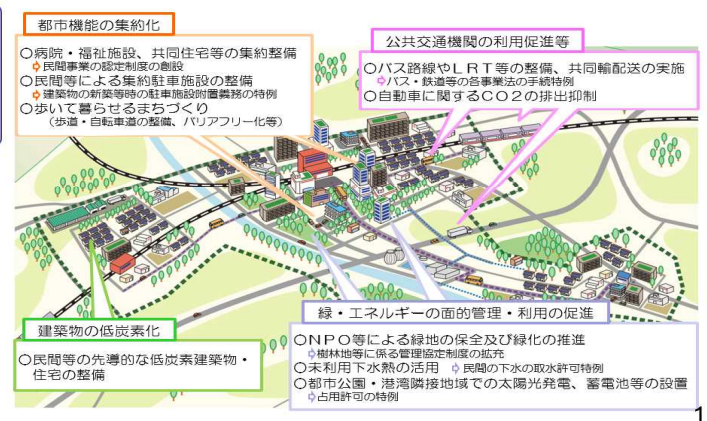 都市機能の集約化
○病院・福祉施設、共同住宅等の集約整備
⇨民間事業の認定制度の創設
○民間等による集約駐車施設の整備
⇨建築物の新築等時の駐車施設附置義務の特例
○歩いて暮らせるまちづくり
（歩道・自転車道の整備、バリアフリー化等）
公共交通機関の利用促進等
○バス路線やＬＲＴ等の整備、共同輸配送の実施
⇨バス・鉄道等の各事業法の手続特例
○自動車に関するＣＯ２の排出抑制
建築物の低炭素化
○民間等の先導的な低炭素建築物・
住宅の整備
緑・エネルギーの面的管理・利用の促進
○ＮＰＯ等による緑地の保全及び緑化の推進
⇨樹林地等に係る管理協定制度の拡充
○未利用下水熱の活用 ⇨民間の下水の取水許可特例
○都市公園・港湾隣接地域での太陽光発電、蓄電池等の設置
⇨占用許可の特例
1